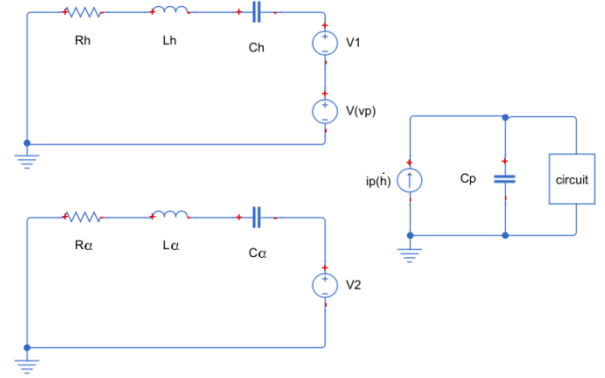 Rh Lh Ch V1
V(vp)
ip(ḣ) Cp circuit
Rα Lα Cα V2